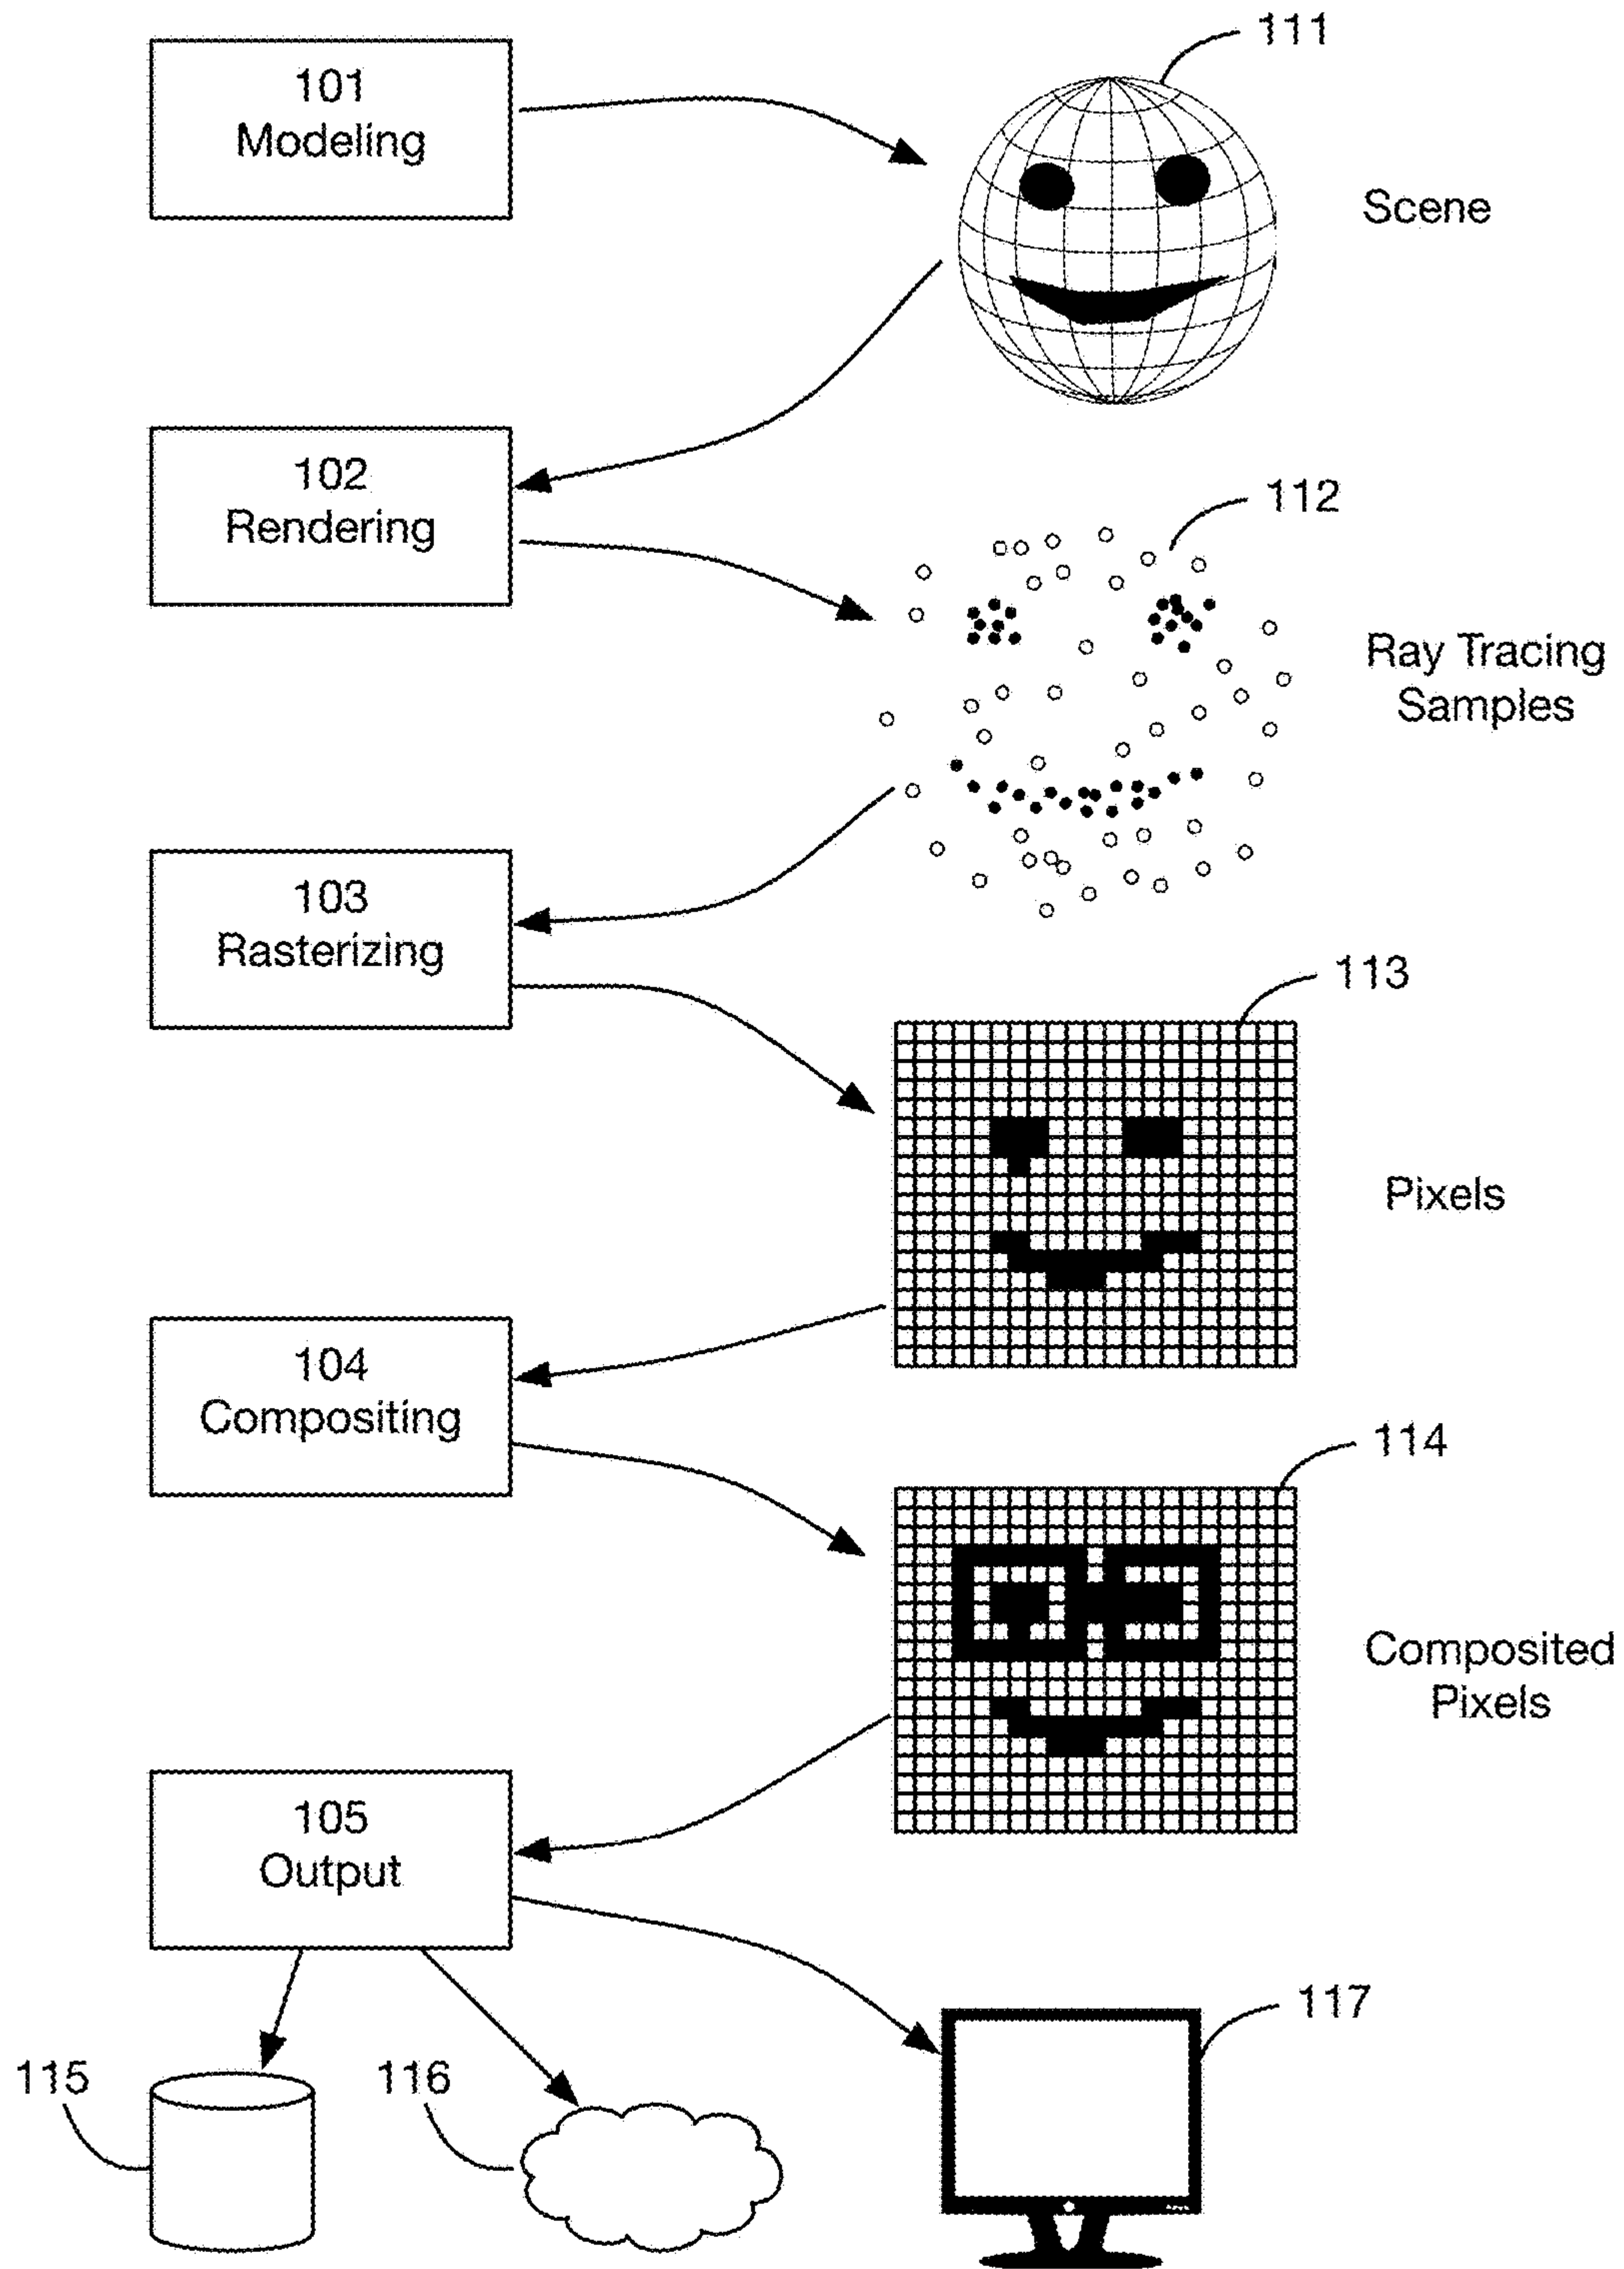 111
101
Modeling
Scene
102
Rendering
112
Ray Tracing
Samples
103
Rasterizing
113
Pixels
104
Compositing
114
Composited
Pixels
105
Output
117
115
116